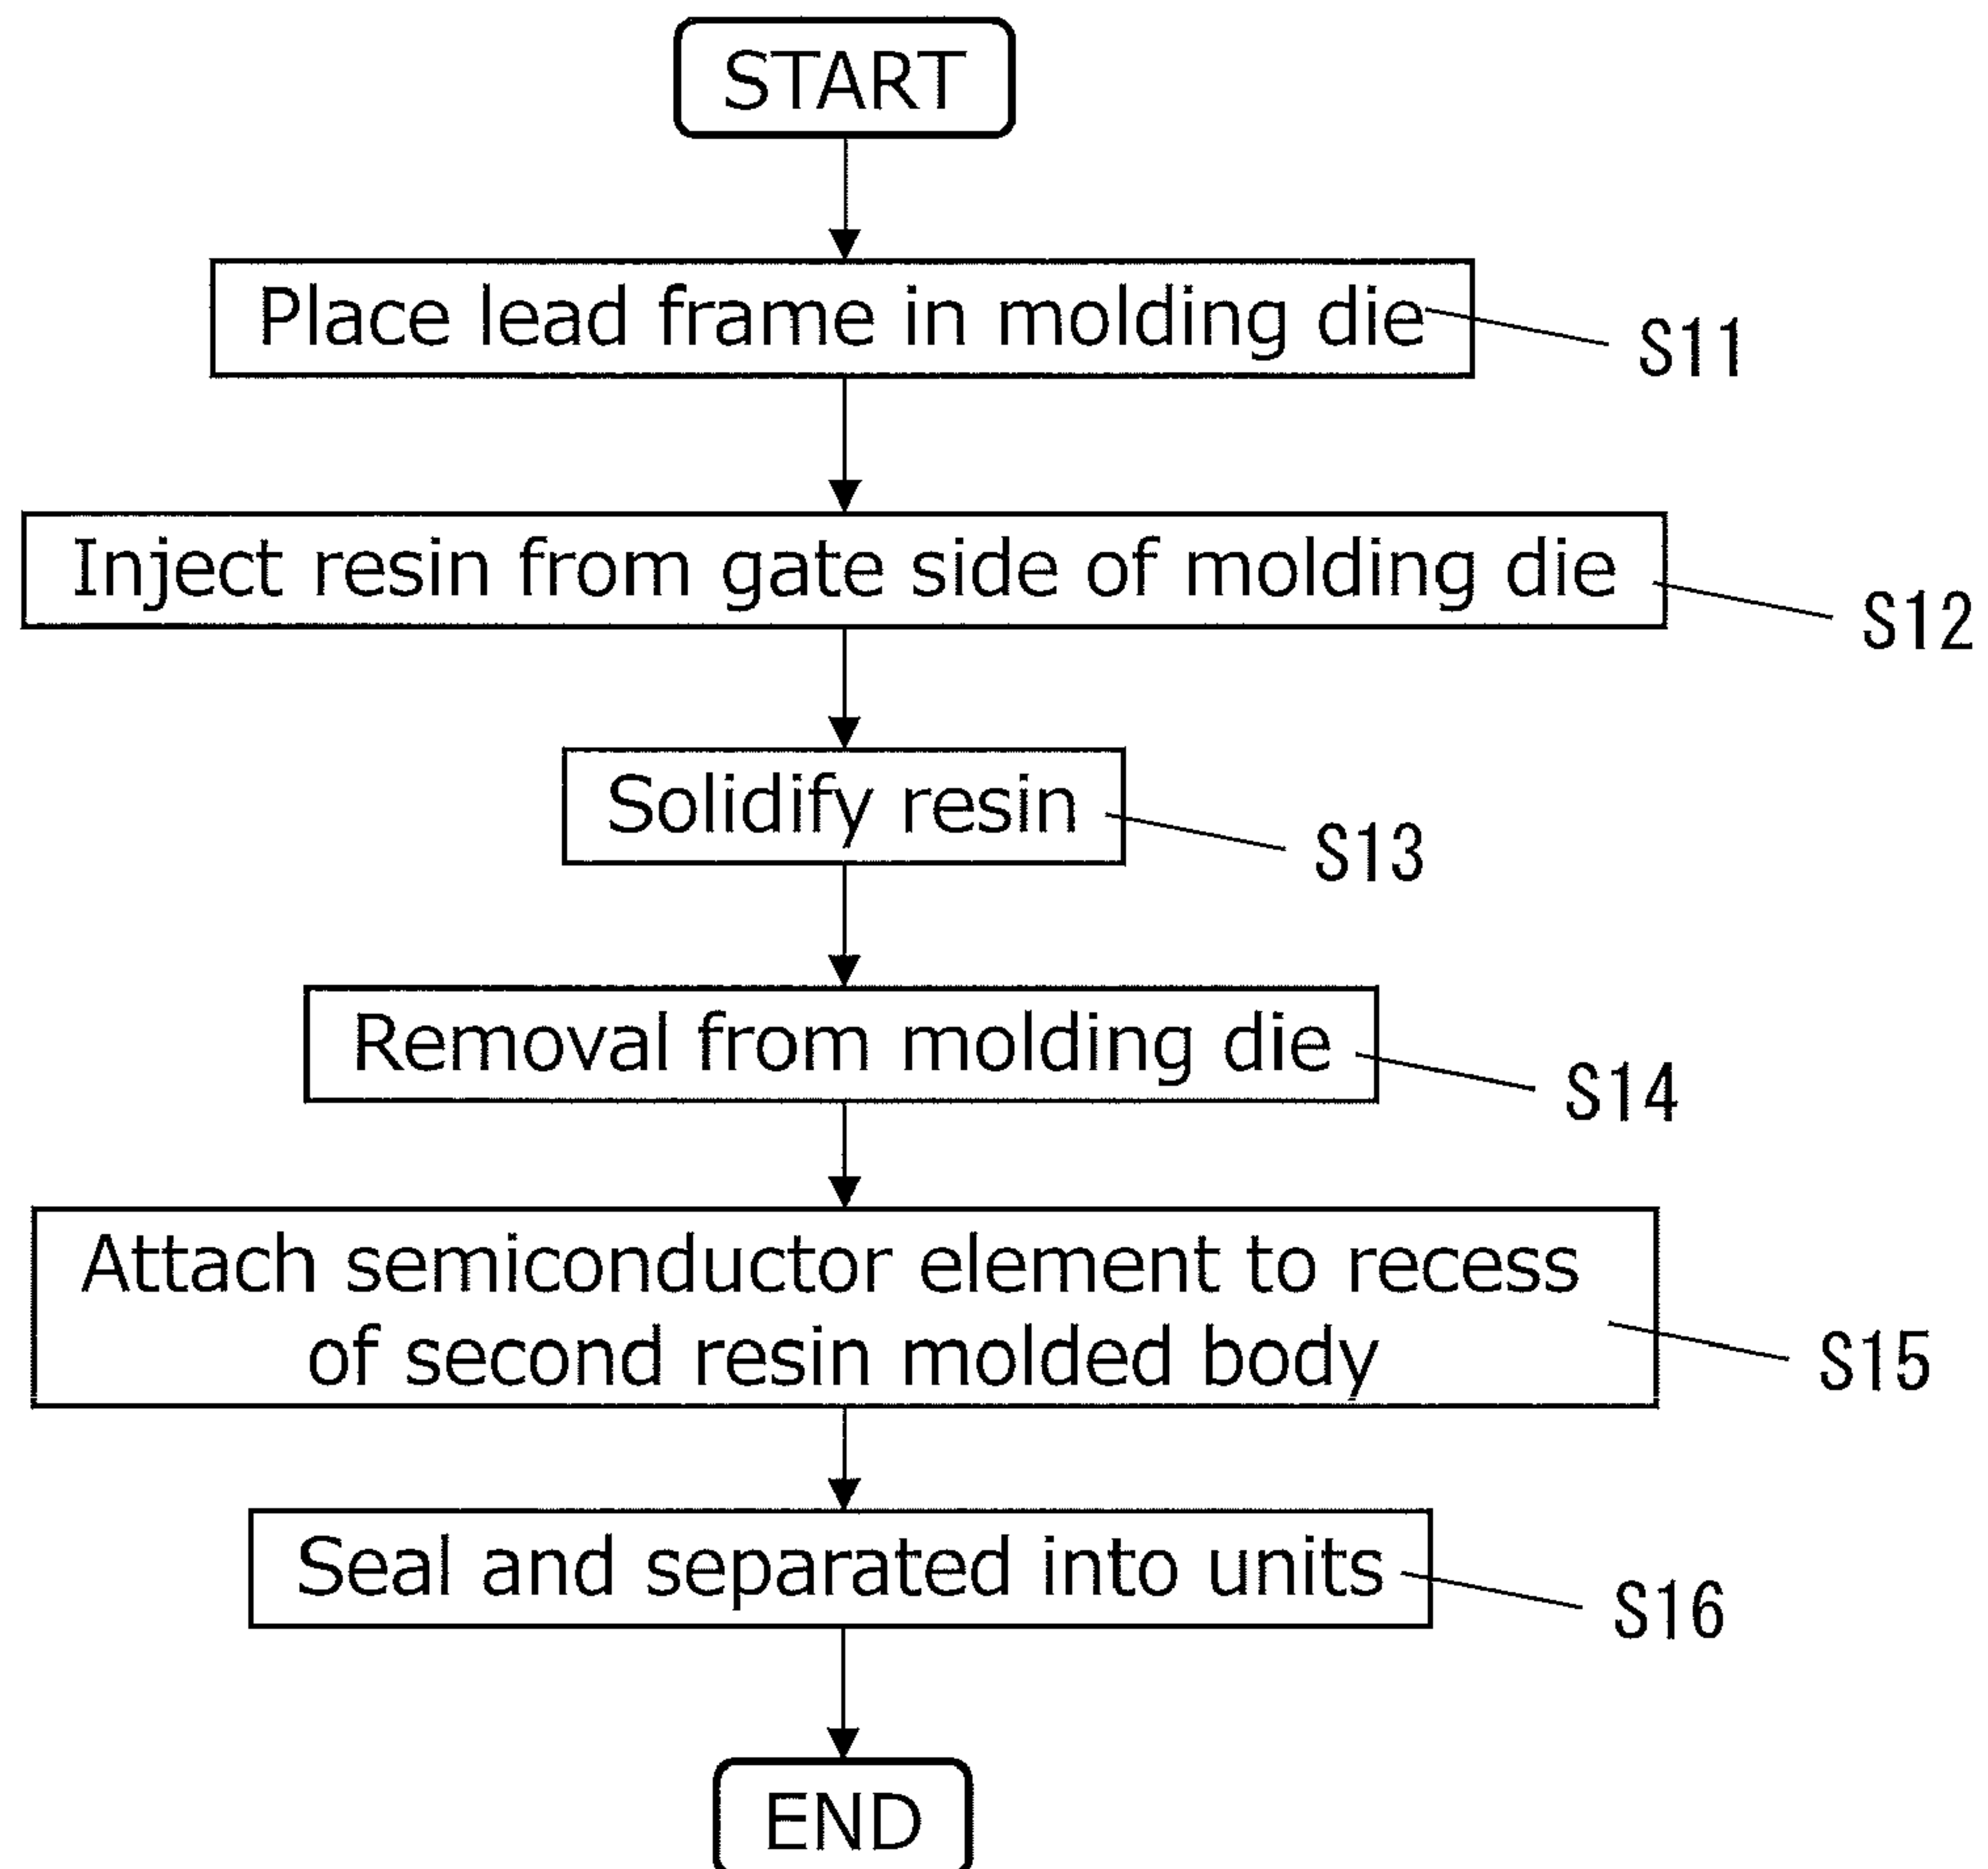 START
Place lead frame in molding die
S11
Inject resin from gate side of molding die
S12
Solidify resin
S13
Removal from molding die
S14
Attach semiconductor element to recess
of second resin molded body
S15
Seal and separated into units
S16
END